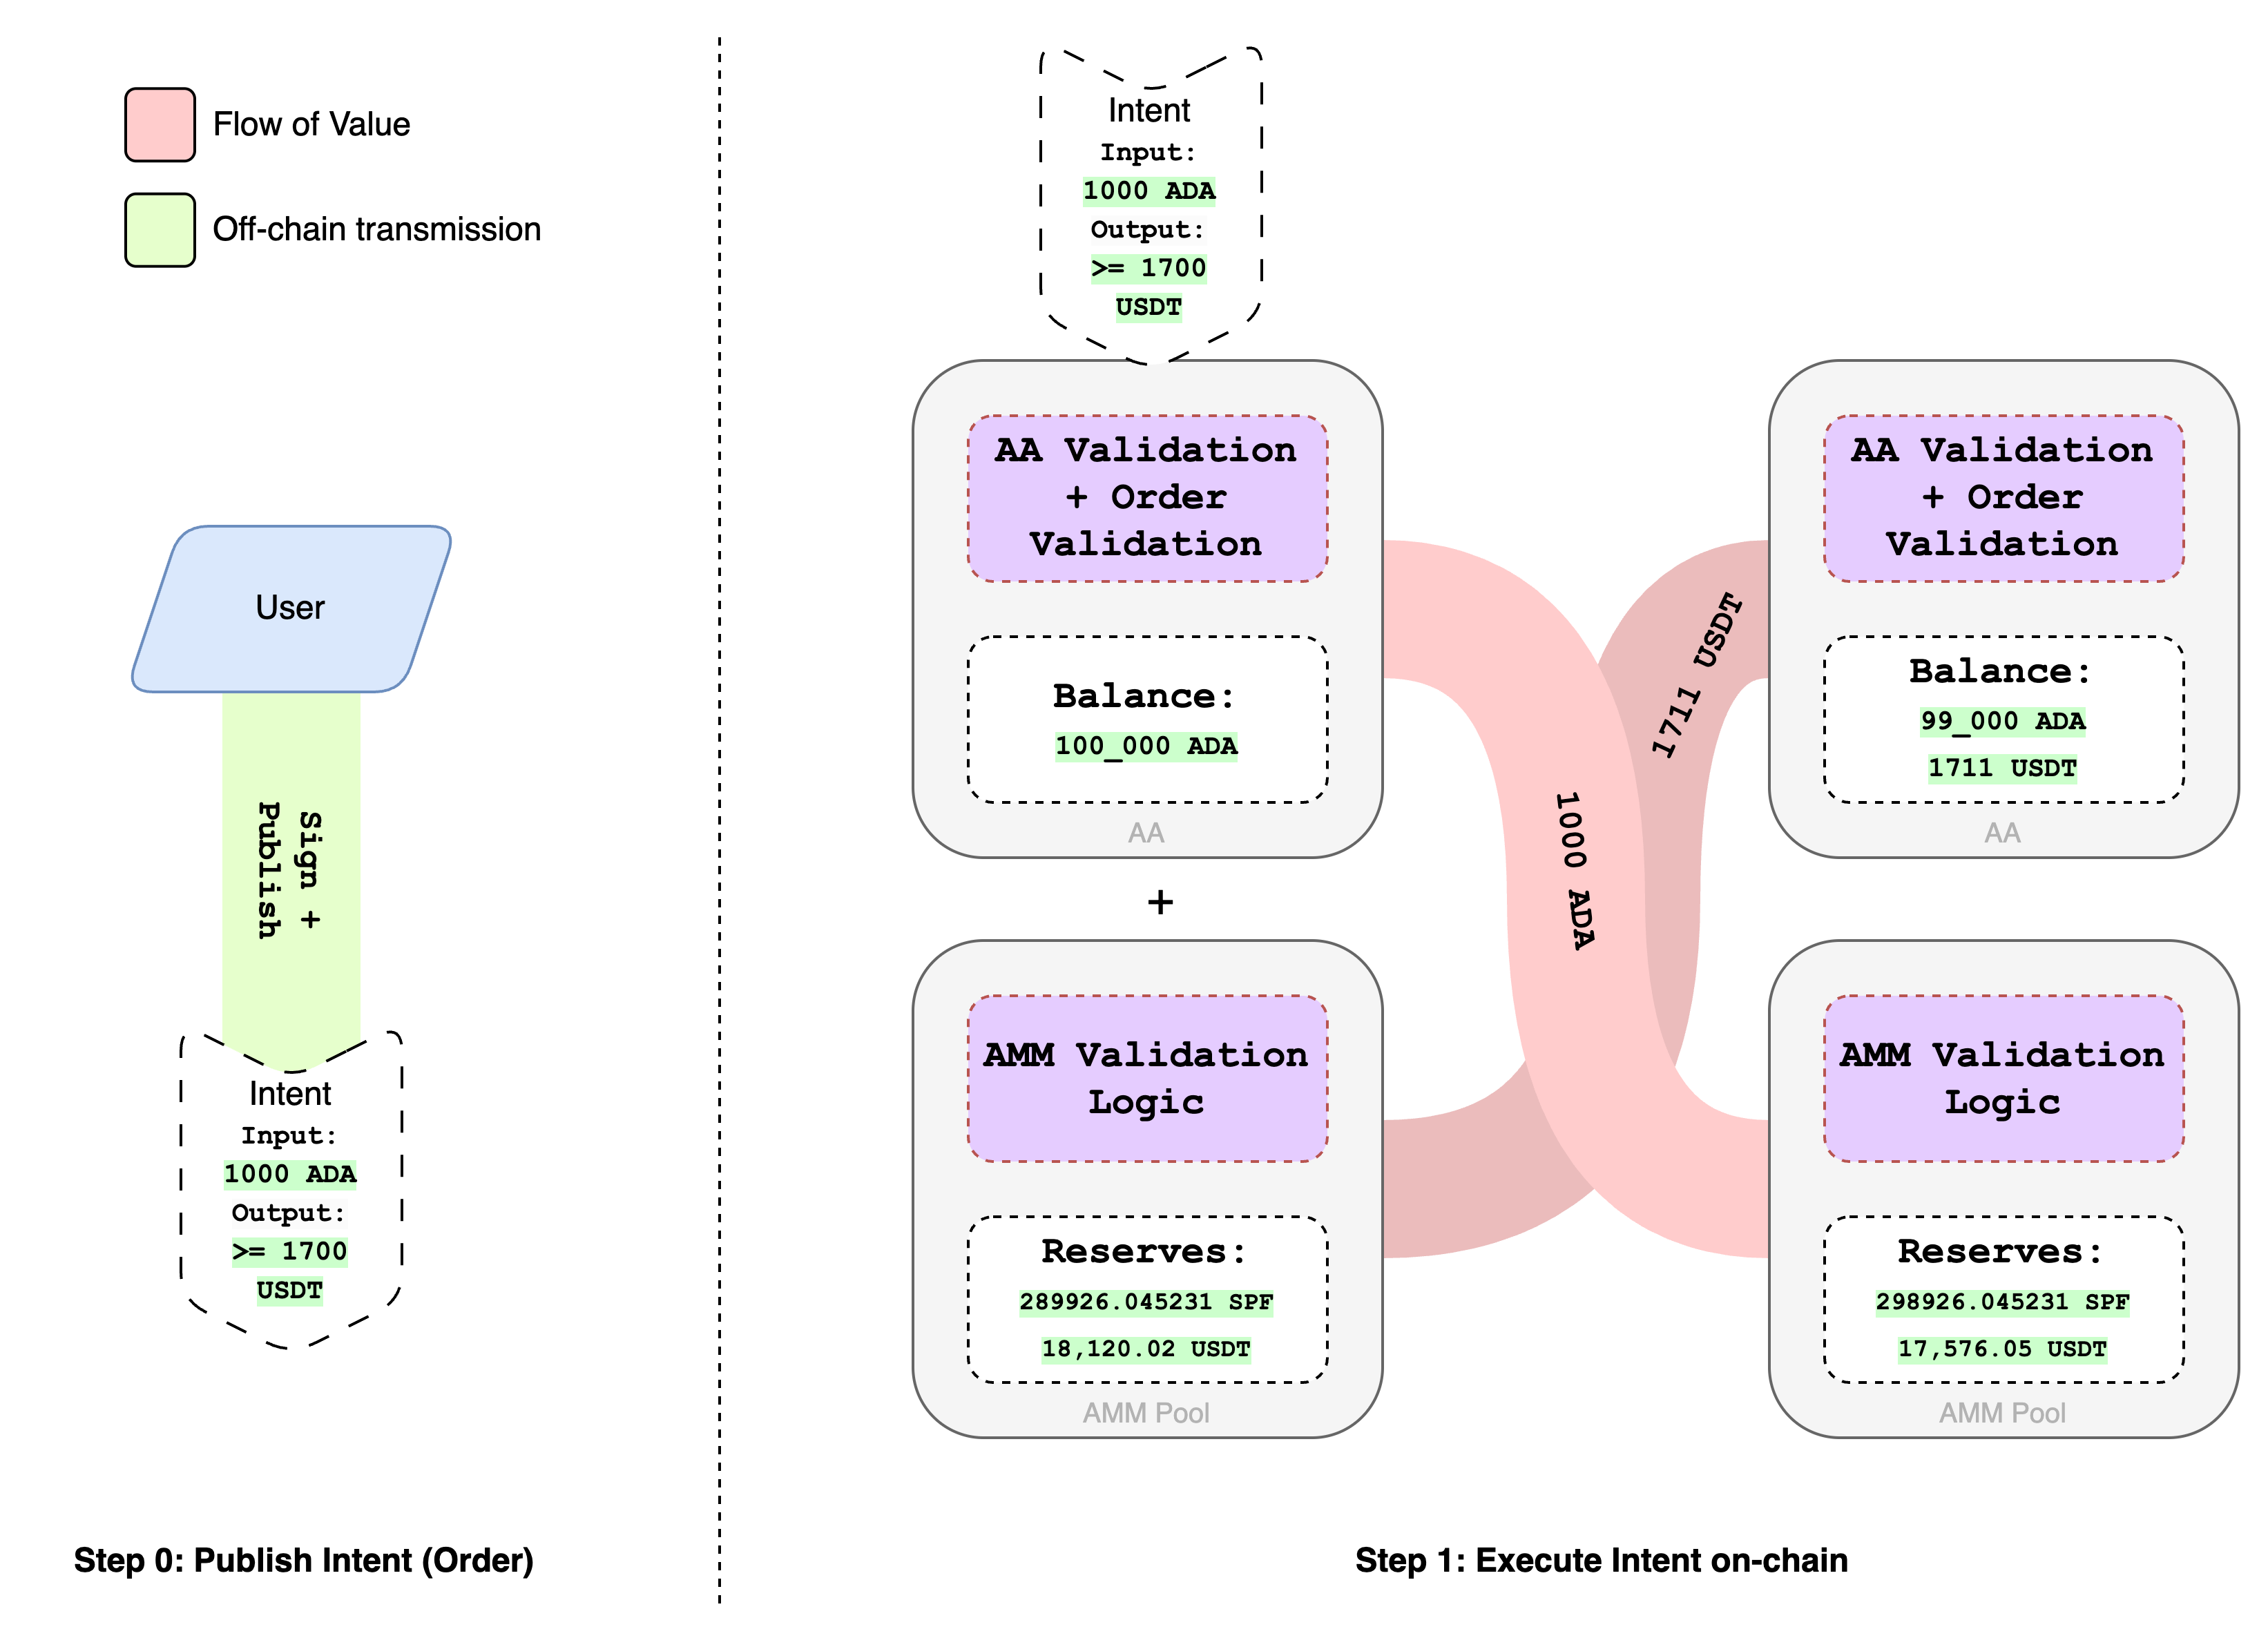 Flow of Value
Off-chain transmission
User
Sign +
Publish
Intent
Input:
1000 ADA
Output:
>= 1700
USDT
Step 0: Publish Intent (Order)
Intent
Input:
1000 ADA
Output:
>= 1700
USDT
AA Validation
+ Order
Validation
Balance:
100_000 ADA
AA
+
AMM Validation
Logic
Reserves:
289926.045231 SPF
18,120.02 USDT
AMM Pool
1000 ADA
1711 USDT
AA Validation
+ Order
Validation
Balance:
99_000 ADA
1711 USDT
AA
AMM Validation
Logic
Reserves:
298926.045231 SPF
17,576.05 USDT
AMM Pool
Step 1: Execute Intent on-chain